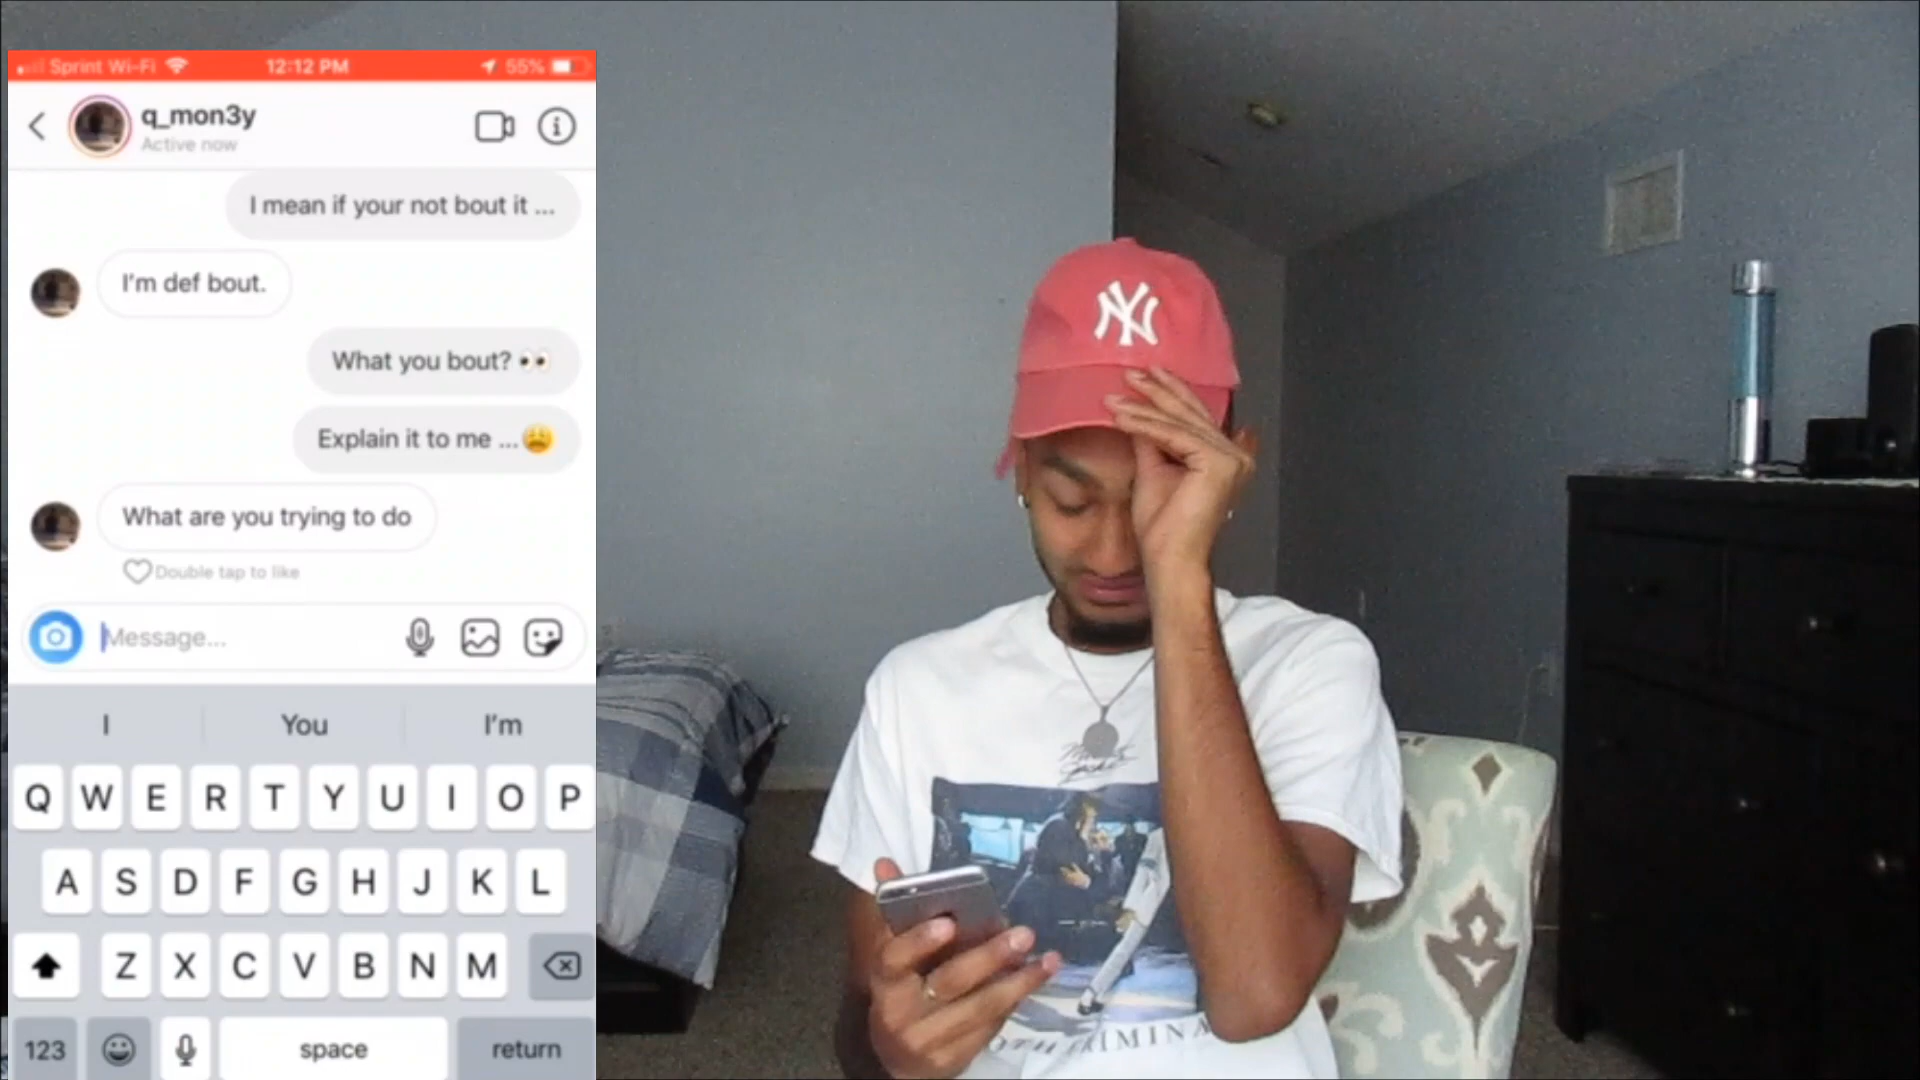 Sprint Wi-Fi 12:12 PM 55%
q_mon3y
Active now
I mean if your not bout it ...
I'm def bout.
What you bout? 👀
Explain it to me ...😩
What are you trying to do
Double tap to like
Message...
I You I'm
Q W E R T Y U I O P
A S D F G H J K L
Z X C V B N M
123 space return
NY